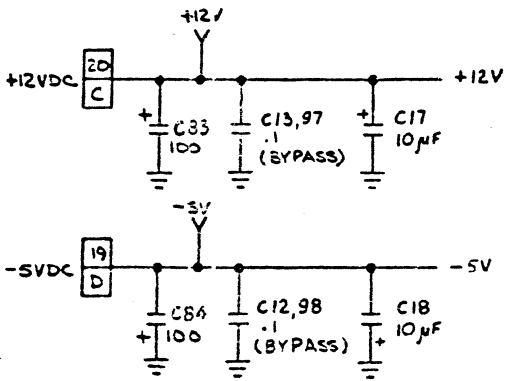 +12V
+12VDC
20
C
+12V
+
C83
100
C13,97
.1
(BYPASS)
+
C17
10µF
-5V
-5VDC
19
D
-5V
C84
+
100
C12,98
.1
(BYPASS)
C18
10µF
+